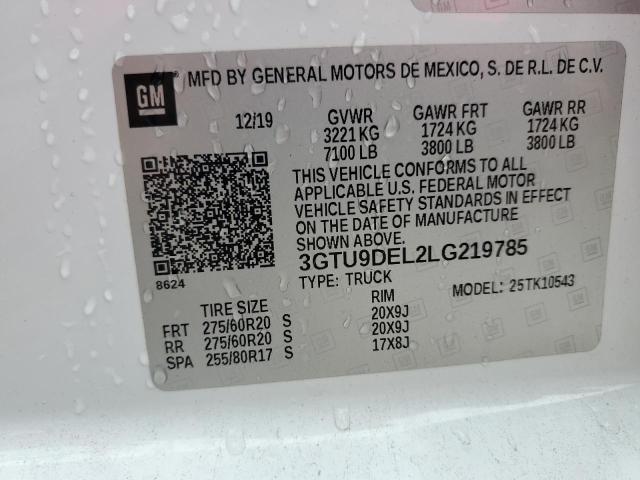 GM ® MFD BY GENERAL MOTORS DE MEXICO, S. DE R.L. DE C.V.
12/19 GVWR GAWR FRT GAWR RR
3221 KG 1724 KG 1724 KG
7100 LB 3800 LB 3800 LB
THIS VEHICLE CONFORMS TO ALL
APPLICABLE U.S. FEDERAL MOTOR
VEHICLE SAFETY STANDARDS IN EFFECT
ON THE DATE OF MANUFACTURE
SHOWN ABOVE.
3GTU9DEL2LG219785
8624 TYPE: TRUCK MODEL: 25TK10543
TIRE SIZE RIM
FRT 275/60R20 S 20X9J
RR 275/60R20 S 20X9J
SPA 255/80R17 S 17X8J